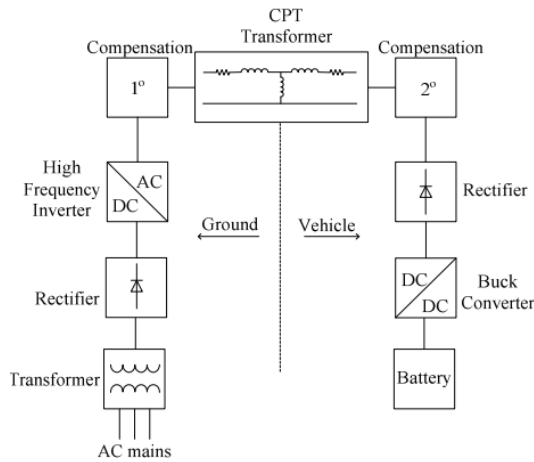 CPT
Transformer
Compensation
1º
Compensation
2º
High
Frequency
Inverter
AC
DC
Rectifier
Ground
Vehicle
Rectifier
DC
DC
Buck
Converter
Transformer
Battery
AC mains